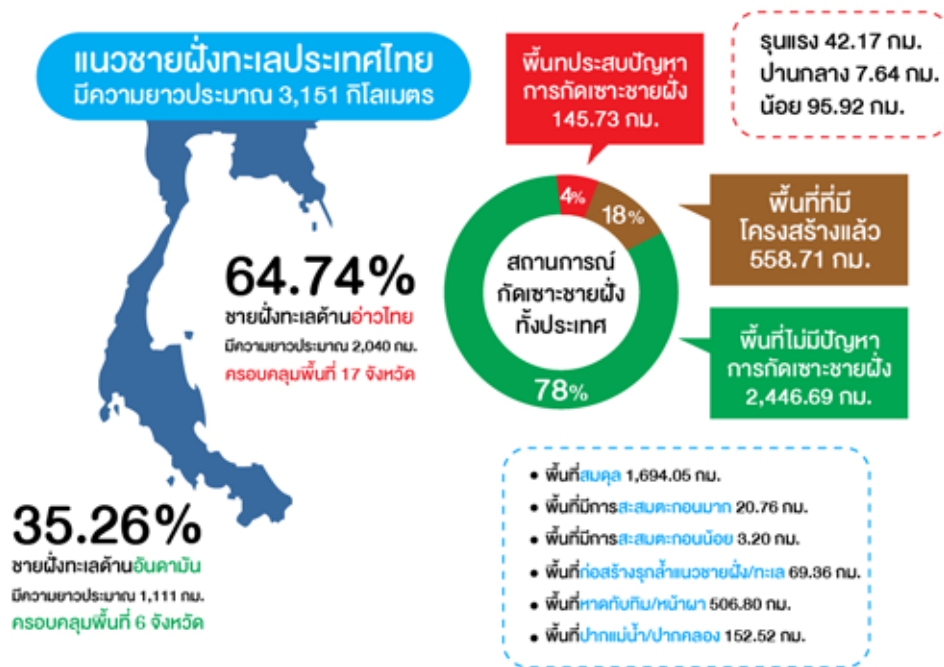 แนวชายฝั่งทะเลประเทศไทย
มีความยาวประมาณ 3,151 กิโลเมตร
พื้นทประสบปัญหา
การกัดเซาะชายฝั่ง
145.73 กม.
รุนแรง 42.17 กม.
ปานกลาง 7.64 กม.
น้อย 95.92 กม.
4%
18%
78%
สถานการณ์
กัดเซาะชายฝั่ง
ทั้งประเทศ
พื้นที่ที่มี
โครงสร้างแล้ว
558.71 กม.
พื้นที่ไม่มีปัญหา
การกัดเซาะชายฝั่ง
2,446.69 กม.
64.74%
ชายฝั่งทะเลด้านอ่าวไทย
มีความยาวประมาณ 2,040 กม.
ครอบคลุมพื้นที่ 17 จังหวัด
35.26%
ชายฝั่งทะเลด้านอันดามัน
มีความยาวประมาณ 1,111 กม.
ครอบคลุมพื้นที่ 6 จังหวัด
• พื้นที่สมดุล 1,694.05 กม.
• พื้นที่มีการสะสมตะกอนมาก 20.76 กม.
• พื้นที่มีการสะสมตะกอนน้อย 3.20 กม.
• พื้นที่ก่อสร้างรุกล้ำแนวชายฝั่ง/ทะเล 69.36 กม.
• พื้นที่หาดทับทิม/หน้าผา 506.80 กม.
• พื้นที่ปากแม่น้ำ/ปากคลอง 152.52 กม.